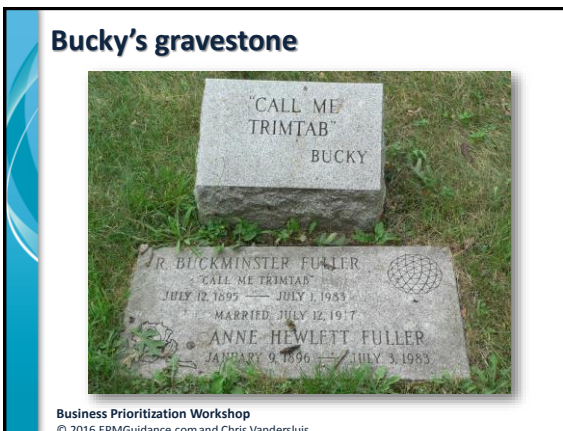 Bucky's gravestone
"CALL ME
TRIMTAB"
BUCKY
R. BUCKMINSTER FULLER
"CALL ME TRIMTAB"
JULY 12, 1895 — JULY 1, 1983
MARRIED, JULY 12, 1917
ANNE HEWLETT FULLER
JANUARY 9, 1896 — JULY 3, 1983
Business Prioritization Workshop
© 2016 EPMGuidance.com and Chris Vandersluis